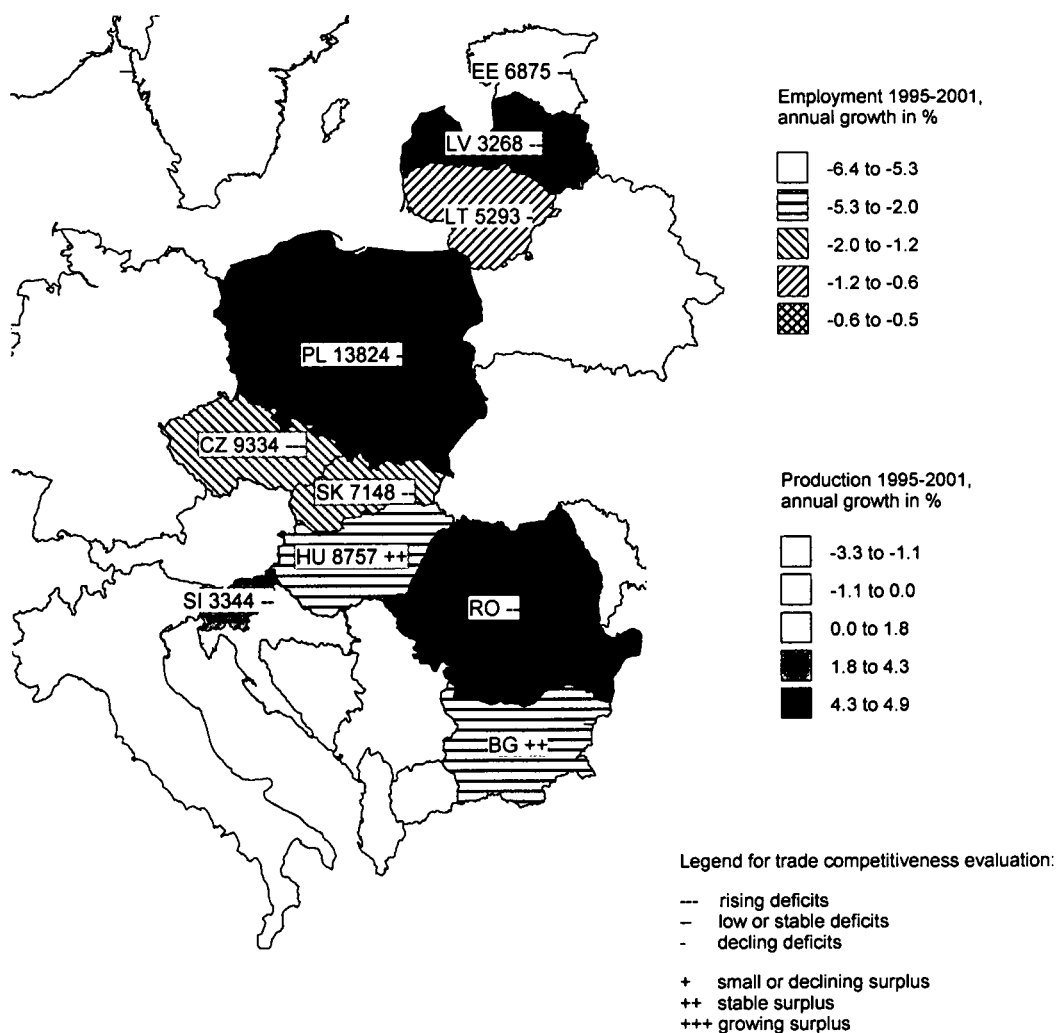 EE 6875 --
LV 3268 --
LT 5293 -
PL 13824 -
CZ 9334 ---
SK 7148 --
HU 8757 ++
SI 3344 --
RO --
BG ++
Employment 1995-2001,
annual growth in %
-6.4 to -5.3
-5.3 to -2.0
-2.0 to -1.2
-1.2 to -0.6
-0.6 to -0.5
Production 1995-2001,
annual growth in %
-3.3 to -1.1
-1.1 to 0.0
0.0 to 1.8
1.8 to 4.3
4.3 to 4.9
Legend for trade competitiveness evaluation:
--- rising deficits
-- low or stable deficits
- decling deficits
+ small or declining surplus
++ stable surplus
+++ growing surplus